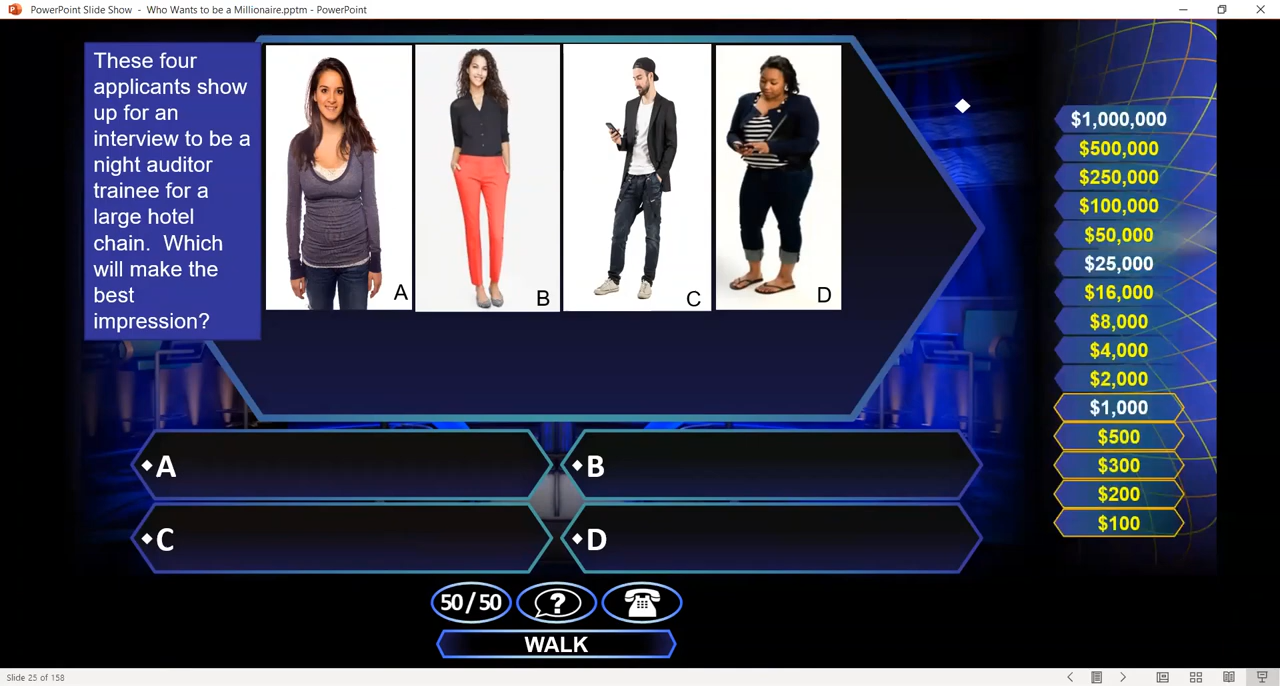 PowerPoint Slide Show - Who Wants to be a Millionaire.pptm - PowerPoint
These four
applicants show
up for an
interview to be a
night auditor
trainee for a
large hotel
chain. Which
will make the
best
impression?
A
B
C
D
$1,000,000
$500,000
$250,000
$100,000
$50,000
$25,000
$16,000
$8,000
$4,000
$2,000
$1,000
$500
$300
$200
$100
A
B
C
D
50/50
?
WALK
Slide 25 of 158